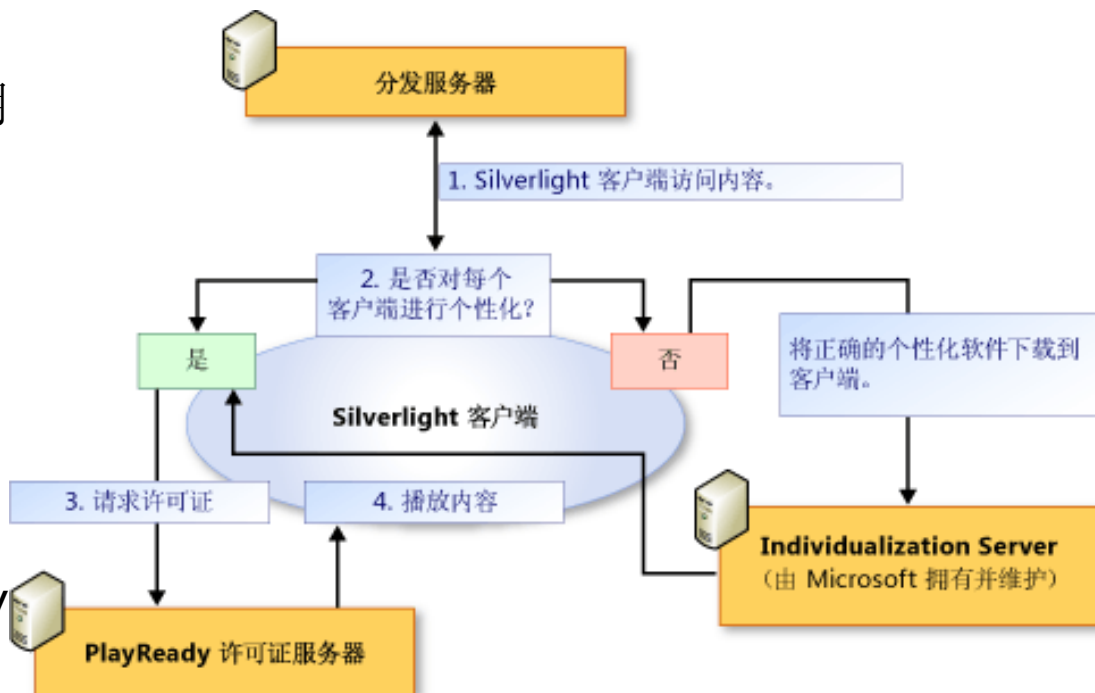 分发服务器
1. Silverlight 客户端访问内容。
2. 是否对每个
客户端进行个性化?
是
否
将正确的个性化软件下载到
客户端。
Silverlight 客户端
3. 请求许可证
4. 播放内容
Individualization Server
（由 Microsoft 拥有并维护）
PlayReady 许可证服务器